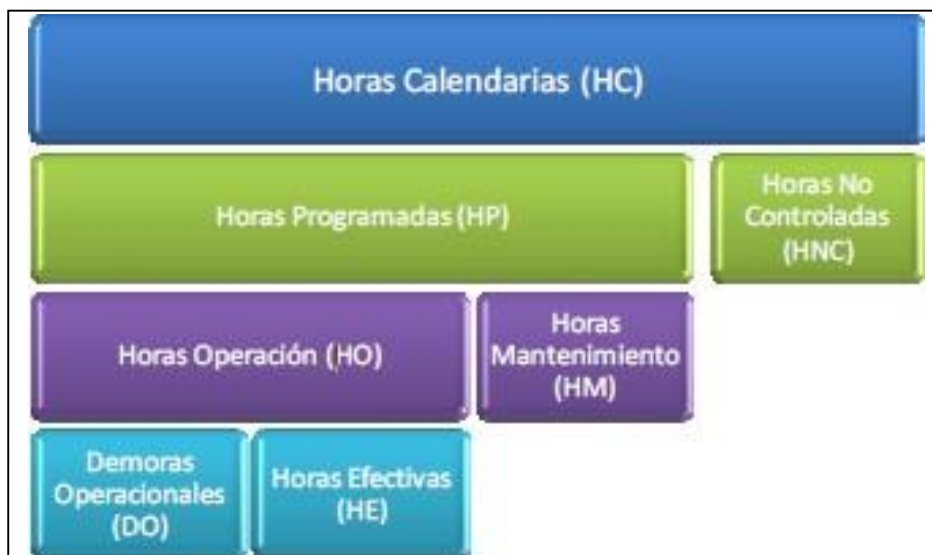 Horas Calendarias (HC)
Horas Programadas (HP)
Horas No
Controladas
(HNC)
Horas Operación (HO)
Horas
Mantenimiento
(HM)
Demoras
Operacionales
(DO)
Horas Efectivas
(HE)